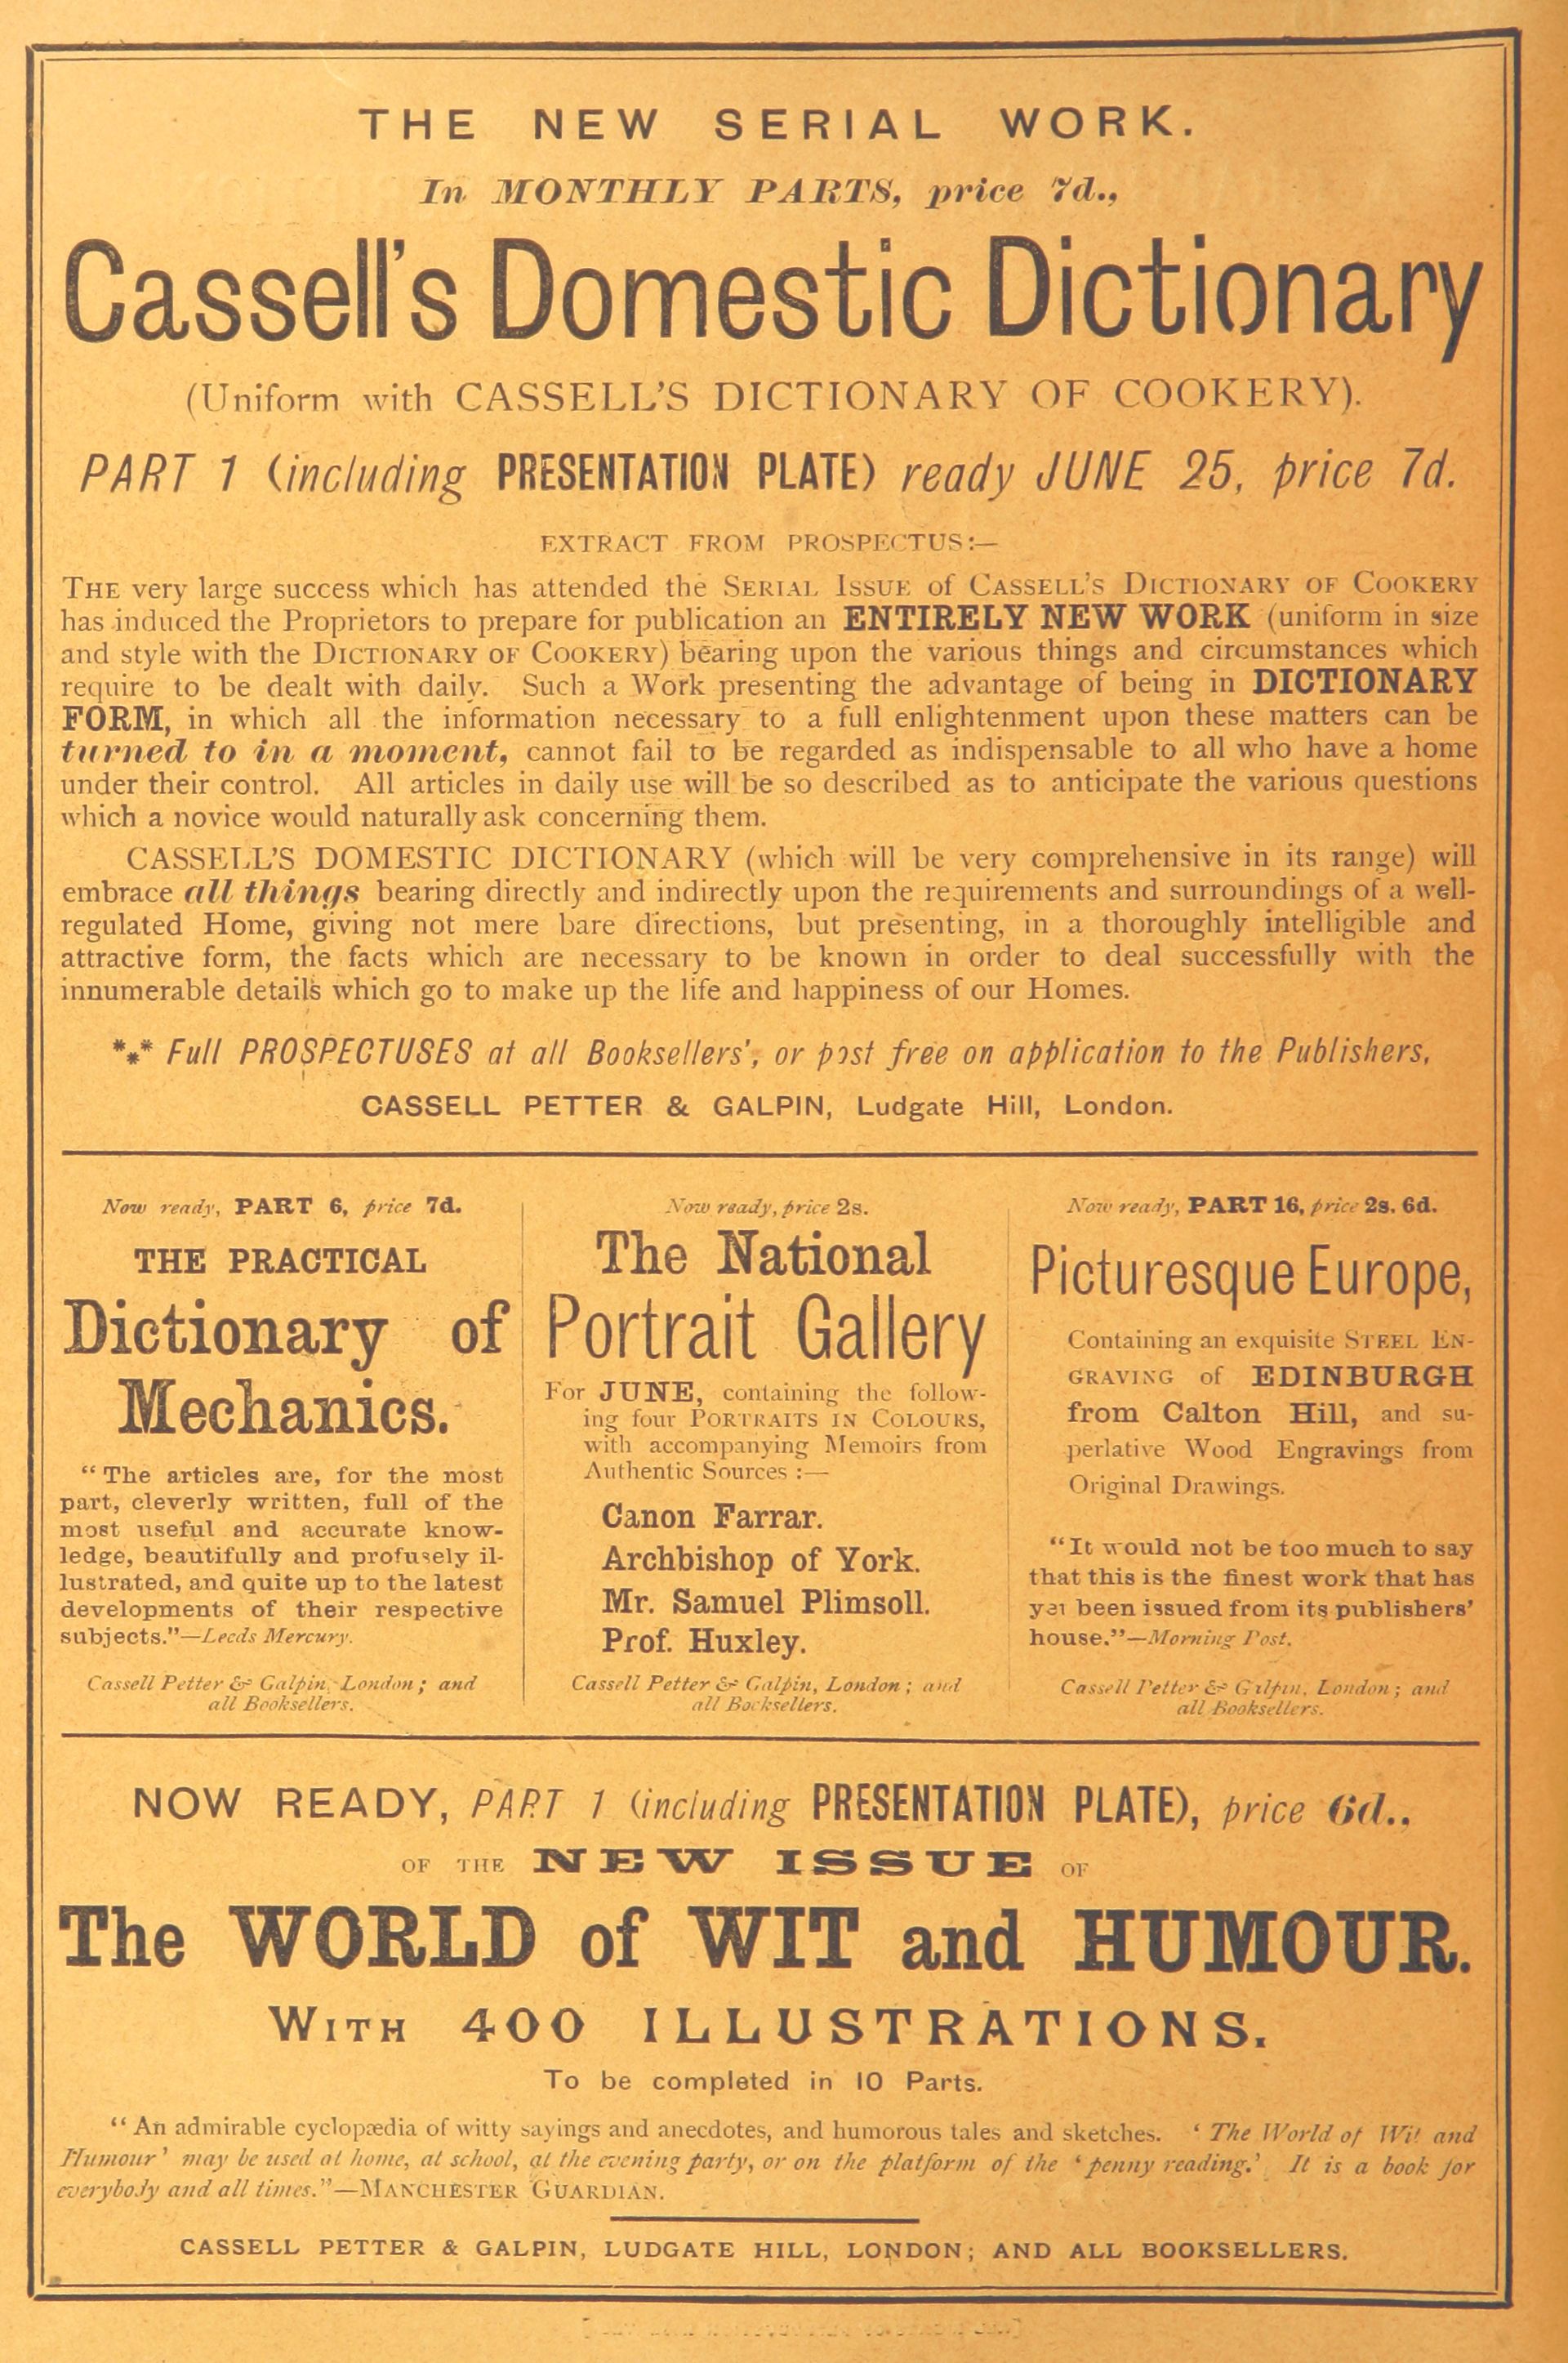 THE NEW SERIAL WORK.
In MONTHLY PARTS, price 7d.,
Cassell's Domestic Dictionary
(Uniform with CASSELL'S DICTIONARY OF COOKERY).
PART 1 (including PRESENTATION PLATE) ready JUNE 25, price 7d.
EXTRACT FROM PROSPECTUS:—
THE very large success which has attended the SERIAL ISSUE of CASSELL'S DICTIONARY OF COOKERY
has induced the Proprietors to prepare for publication an ENTIRELY NEW WORK (uniform in size
and style with the DICTIONARY OF COOKERY) bearing upon the various things and circumstances which
require to be dealt with daily. Such a Work presenting the advantage of being in DICTIONARY
FORM, in which all the information necessary to a full enlightenment upon these matters can be
turned to in a moment, cannot fail to be regarded as indispensable to all who have a home
under their control. All articles in daily use will be so described as to anticipate the various questions
which a novice would naturally ask concerning them.
CASSELL'S DOMESTIC DICTIONARY (which will be very comprehensive in its range) will
embrace all things bearing directly and indirectly upon the requirements and surroundings of a well-
regulated Home, giving not mere bare directions, but presenting, in a thoroughly intelligible and
attractive form, the facts which are necessary to be known in order to deal successfully with the
innumerable details which go to make up the life and happiness of our Homes.
*⁎* Full PROSPECTUSES at all Booksellers', or post free on application to the Publishers,
CASSELL PETTER & GALPIN, Ludgate Hill, London.
Now ready, PART 6, price 7d.
THE PRACTICAL
Dictionary of
Mechanics.
"The articles are, for the most
part, cleverly written, full of the
most useful and accurate know-
ledge, beautifully and profusely il-
lustrated, and quite up to the latest
developments of their respective
subjects."—Leeds Mercury.
Cassell Petter & Galpin, London; and
all Booksellers.
Now ready, price 2s.
The National
Portrait Gallery
For JUNE, containing the follow-
ing four PORTRAITS IN COLOURS,
with accompanying Memoirs from
Authentic Sources :—
Canon Farrar.
Archbishop of York.
Mr. Samuel Plimsoll.
Prof. Huxley.
Cassell Petter & Galpin, London; and
all Booksellers.
Now ready, PART 16, price 2s. 6d.
Picturesque Europe,
Containing an exquisite STEEL EN-
GRAVING of EDINBURGH
from Calton Hill, and su-
perlative Wood Engravings from
Original Drawings.
"It would not be too much to say
that this is the finest work that has
yet been issued from its publishers'
house."—Morning Post.
Cassell Petter & Galpin, London; and
all Booksellers.
NOW READY, PART 1 (including PRESENTATION PLATE), price 6d.,
OF THE NEW ISSUE OF
The WORLD of WIT and HUMOUR.
WITH 400 ILLUSTRATIONS.
To be completed in 10 Parts.
"An admirable cyclopædia of witty sayings and anecdotes, and humorous tales and sketches. 'The World of Wit and
Humour' may be used at home, at school, at the evening party, or on the platform of the 'penny reading.' It is a book for
everybody and all times."—MANCHESTER GUARDIAN.
CASSELL PETTER & GALPIN, LUDGATE HILL, LONDON; AND ALL BOOKSELLERS.